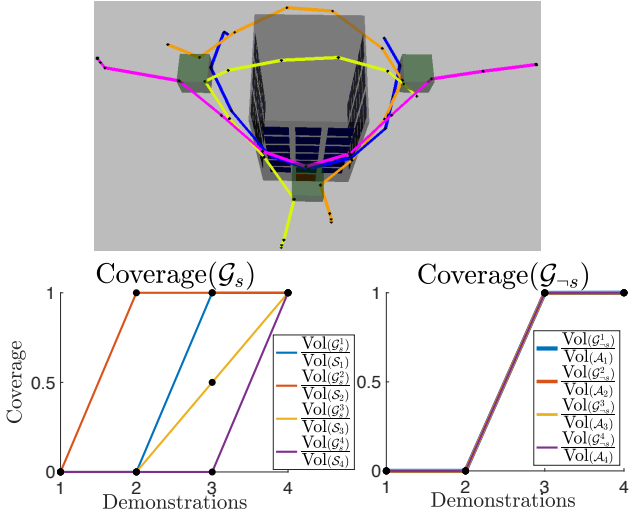 Coverage(𝒢ₛ)
1
0.5
0
Coverage
1 2 3 4
Demonstrations
Vol(𝒢ₛ¹)/Vol(𝒮₁)
Vol(𝒢ₛ²)/Vol(𝒮₂)
Vol(𝒢ₛ³)/Vol(𝒮₃)
Vol(𝒢ₛ⁴)/Vol(𝒮₄)
Coverage(𝒢¬ₛ)
1
0.5
0
1 2 3 4
Demonstrations
Vol(𝒢¬ₛ¹)/Vol(𝒜₁)
Vol(𝒢¬ₛ²)/Vol(𝒜₂)
Vol(𝒢¬ₛ³)/Vol(𝒜₃)
Vol(𝒢¬ₛ⁴)/Vol(𝒜₄)